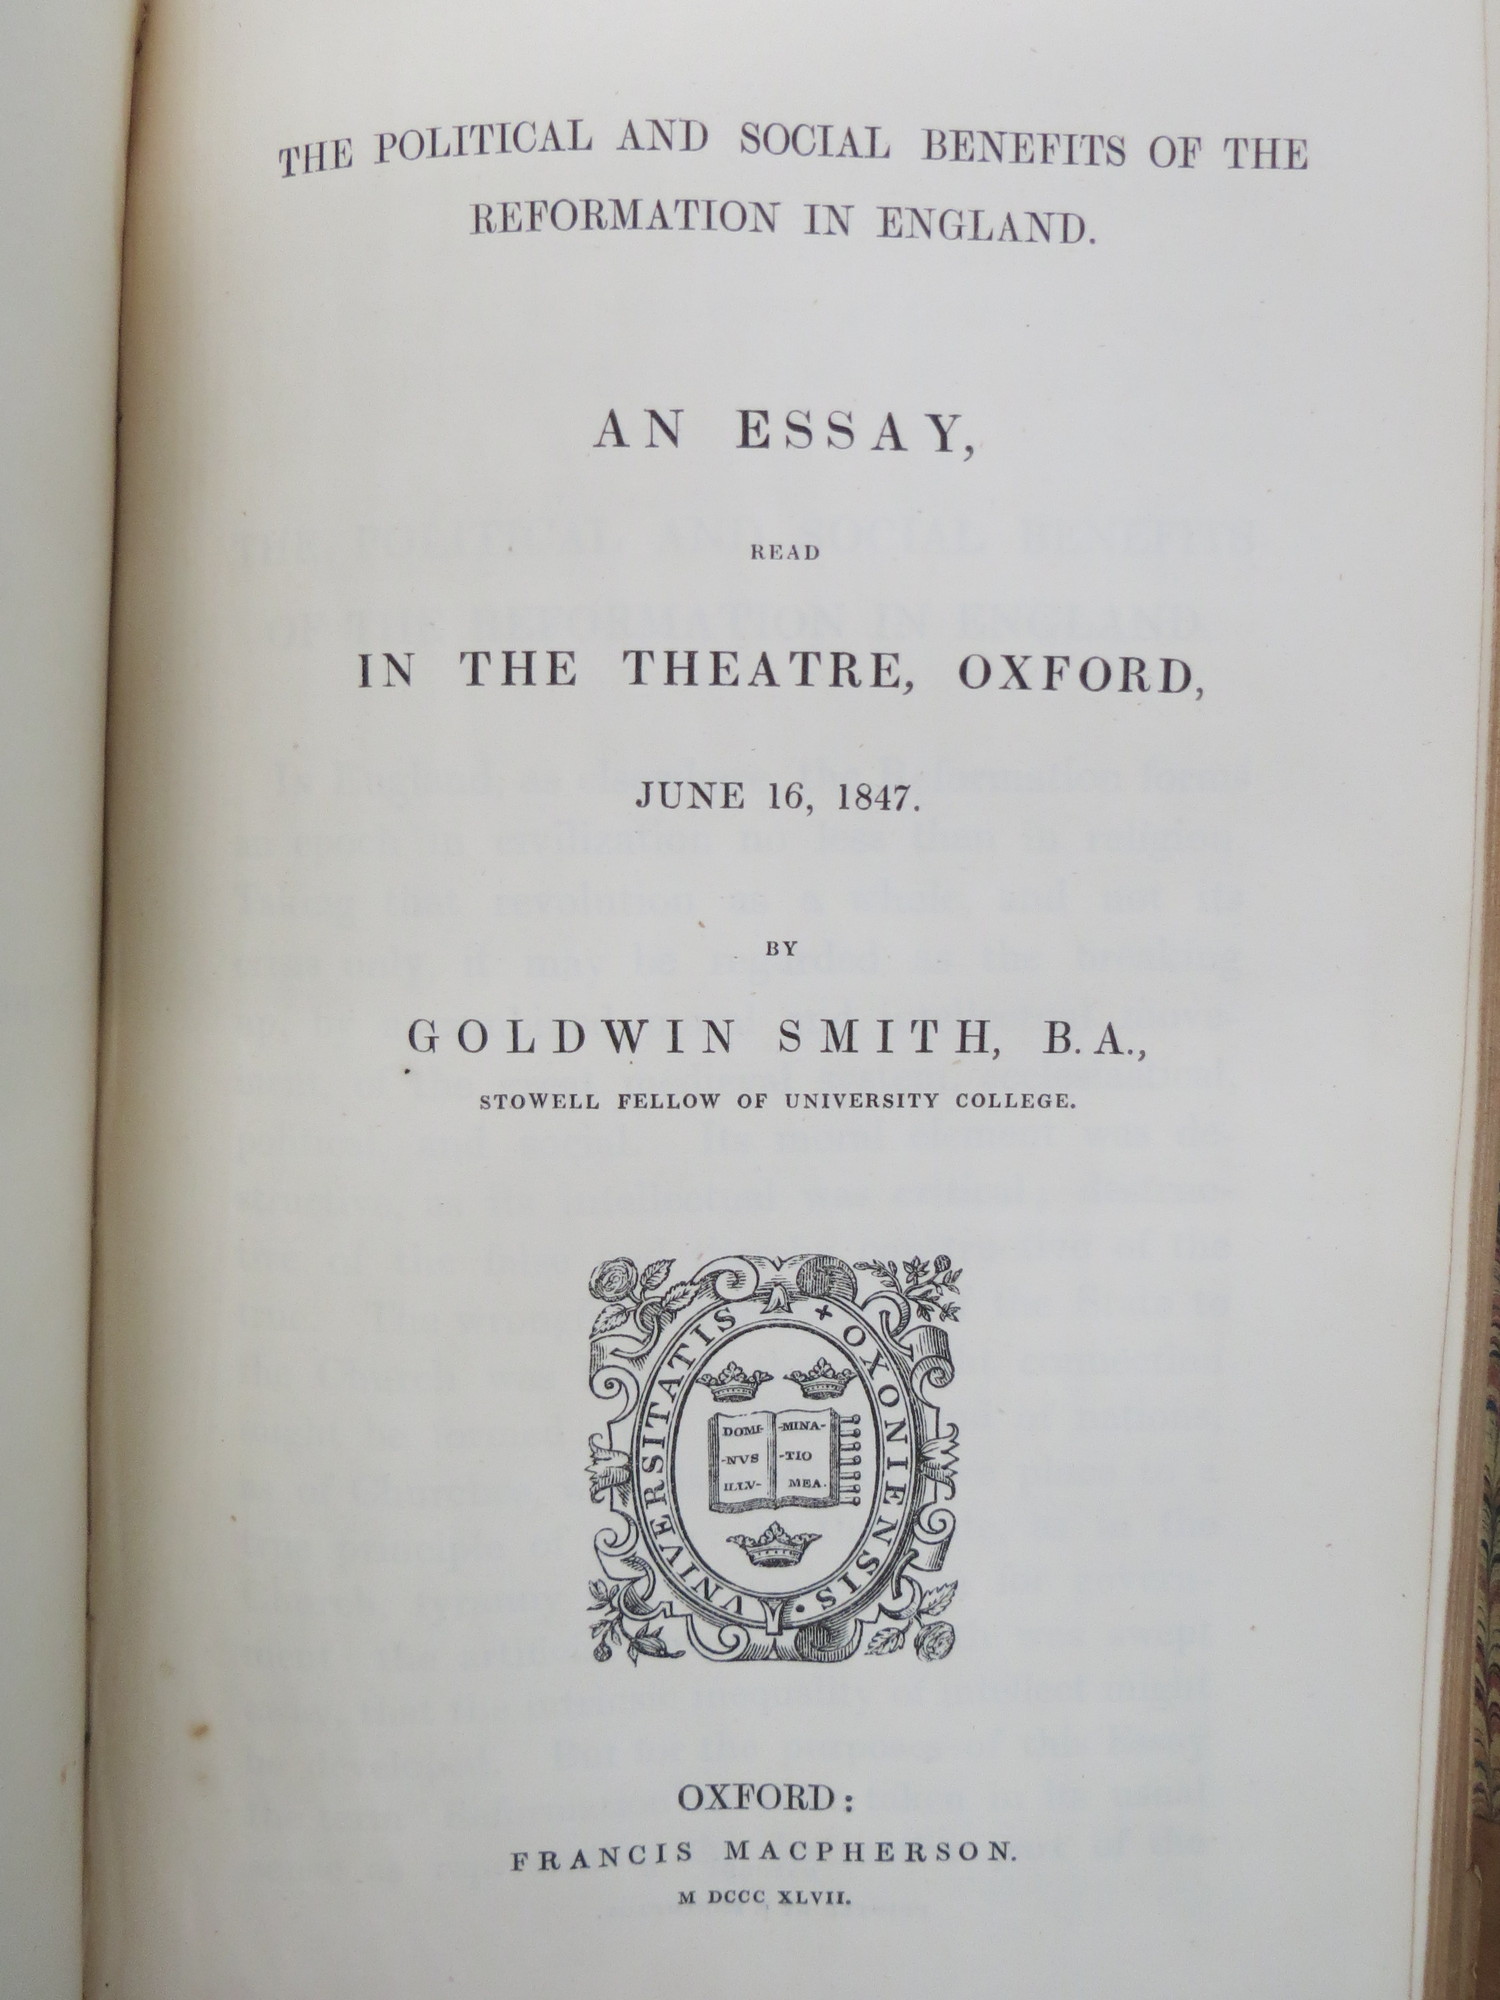 THE POLITICAL AND SOCIAL BENEFITS OF THE
REFORMATION IN ENGLAND.
AN ESSAY,
READ
IN THE THEATRE, OXFORD,
JUNE 16, 1847.
BY
GOLDWIN SMITH, B. A.,
STOWELL FELLOW OF UNIVERSITY COLLEGE.
VNIVERSITATIS + OXONIENSIS ·
DOMI- -MINA-
-NVS -TIO
ILLV- MEA.
OXFORD:
FRANCIS MACPHERSON.
M DCCC XLVII.